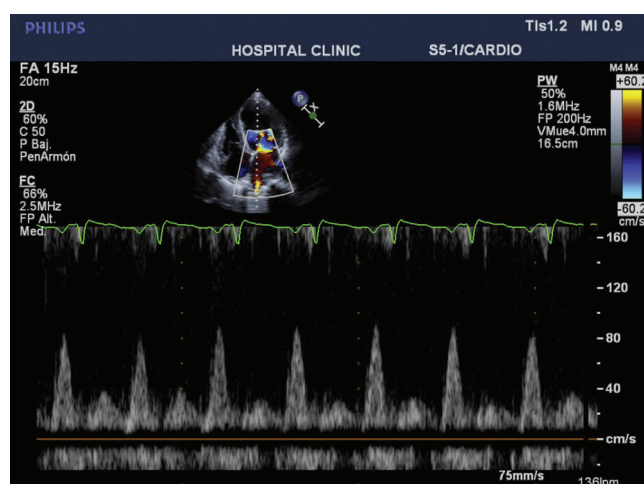 PHILIPS
TIs1.2 MI 0.9
HOSPITAL CLINIC
S5-1/CARDIO
FA 15Hz
20cm
2D
60%
C 50
P Baj.
PenArmón
FC
66%
2.5MHz
FP Alt.
Med.
P
X
PW
50%
1.6MHz
FP 200Hz
VMue4.0mm
16.5cm
M4 M4
+60.2
-60.2
cm/s
160
120
80
40
cm/s
75mm/s
136lpm